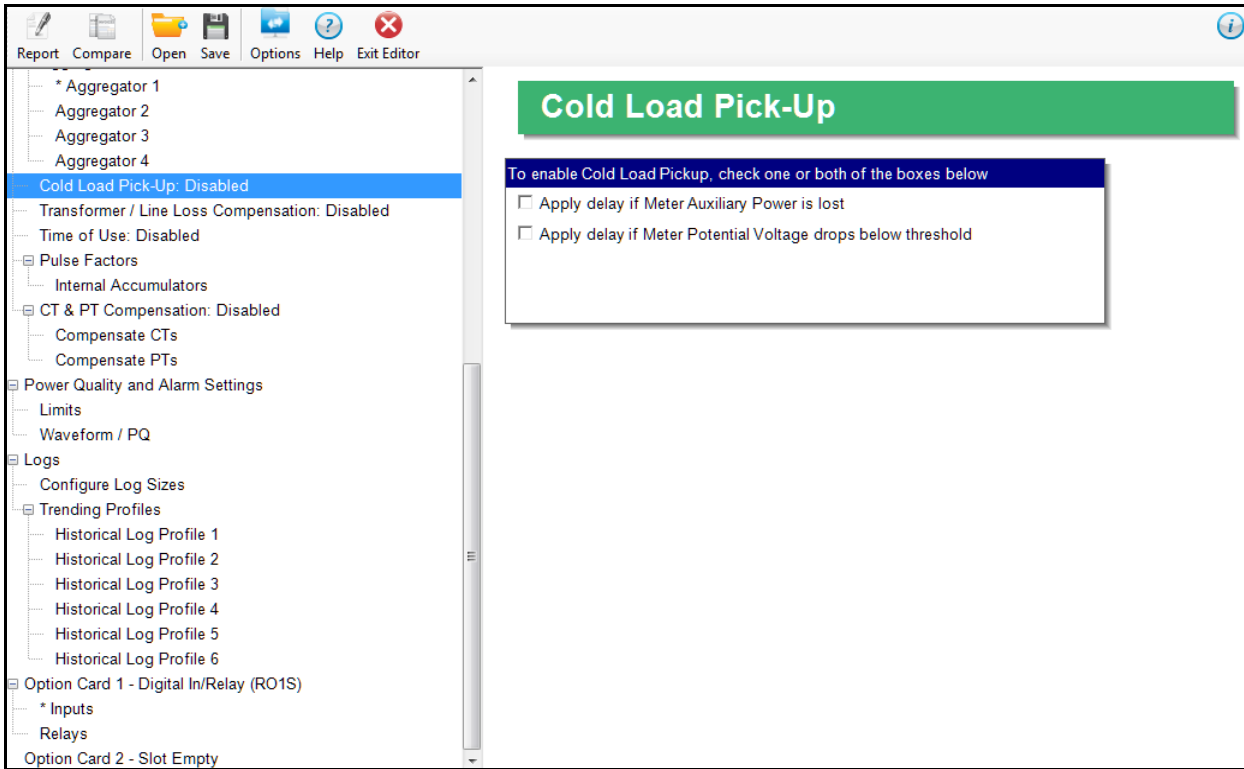 Report Compare Open Save Options Help Exit Editor
* Aggregator 1
Aggregator 2
Aggregator 3
Aggregator 4
Cold Load Pick-Up: Disabled
Transformer / Line Loss Compensation: Disabled
Time of Use: Disabled
Pulse Factors
Internal Accumulators
CT & PT Compensation: Disabled
Compensate CTs
Compensate PTs
Power Quality and Alarm Settings
Limits
Waveform / PQ
Logs
Configure Log Sizes
Trending Profiles
Historical Log Profile 1
Historical Log Profile 2
Historical Log Profile 3
Historical Log Profile 4
Historical Log Profile 5
Historical Log Profile 6
Option Card 1 - Digital In/Relay (RO1S)
* Inputs
Relays
Option Card 2 - Slot Empty
Cold Load Pick-Up
To enable Cold Load Pickup, check one or both of the boxes below
Apply delay if Meter Auxiliary Power is lost
Apply delay if Meter Potential Voltage drops below threshold